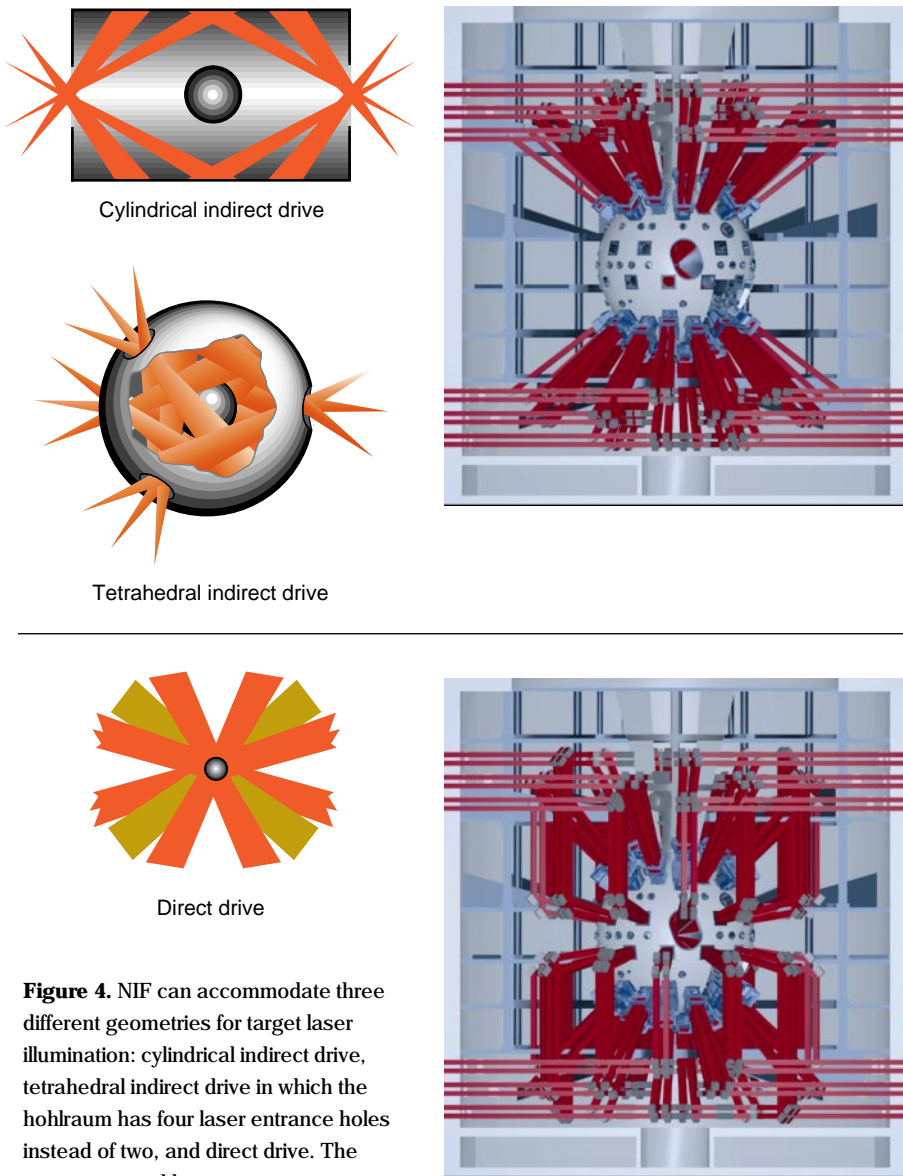 Cylindrical indirect drive
Tetrahedral indirect drive
Direct drive
Figure 4. NIF can accommodate three
different geometries for target laser
illumination: cylindrical indirect drive,
tetrahedral indirect drive in which the
hohlraum has four laser entrance holes
instead of two, and direct drive. The